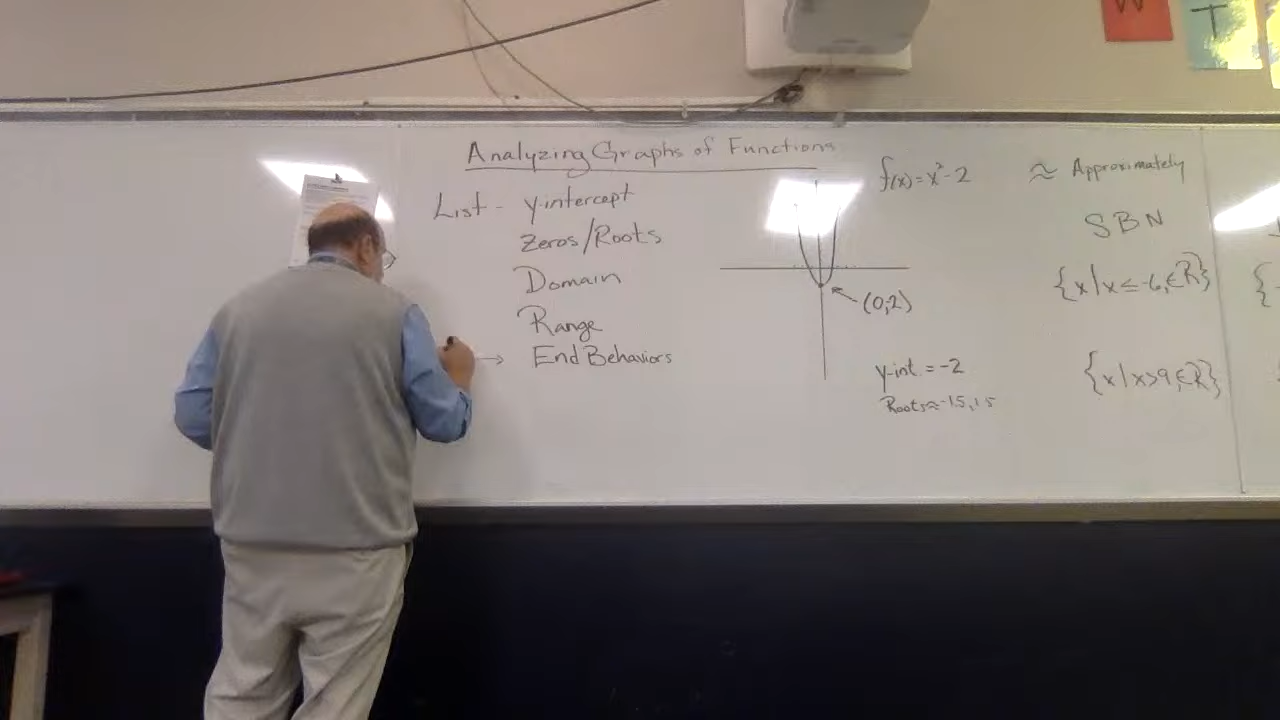 W
T
Analyzing Graphs of Functions
List - y-intercept
Zeros/Roots
Domain
Range
→ End Behaviors
f(x)=x²-2
(0,-2)
y-int. = -2
Roots ≈ -1.5, 1.5
≈ Approximately
SBN
{x|x≤-6,∈ℝ}
{x|x>9,∈ℝ}